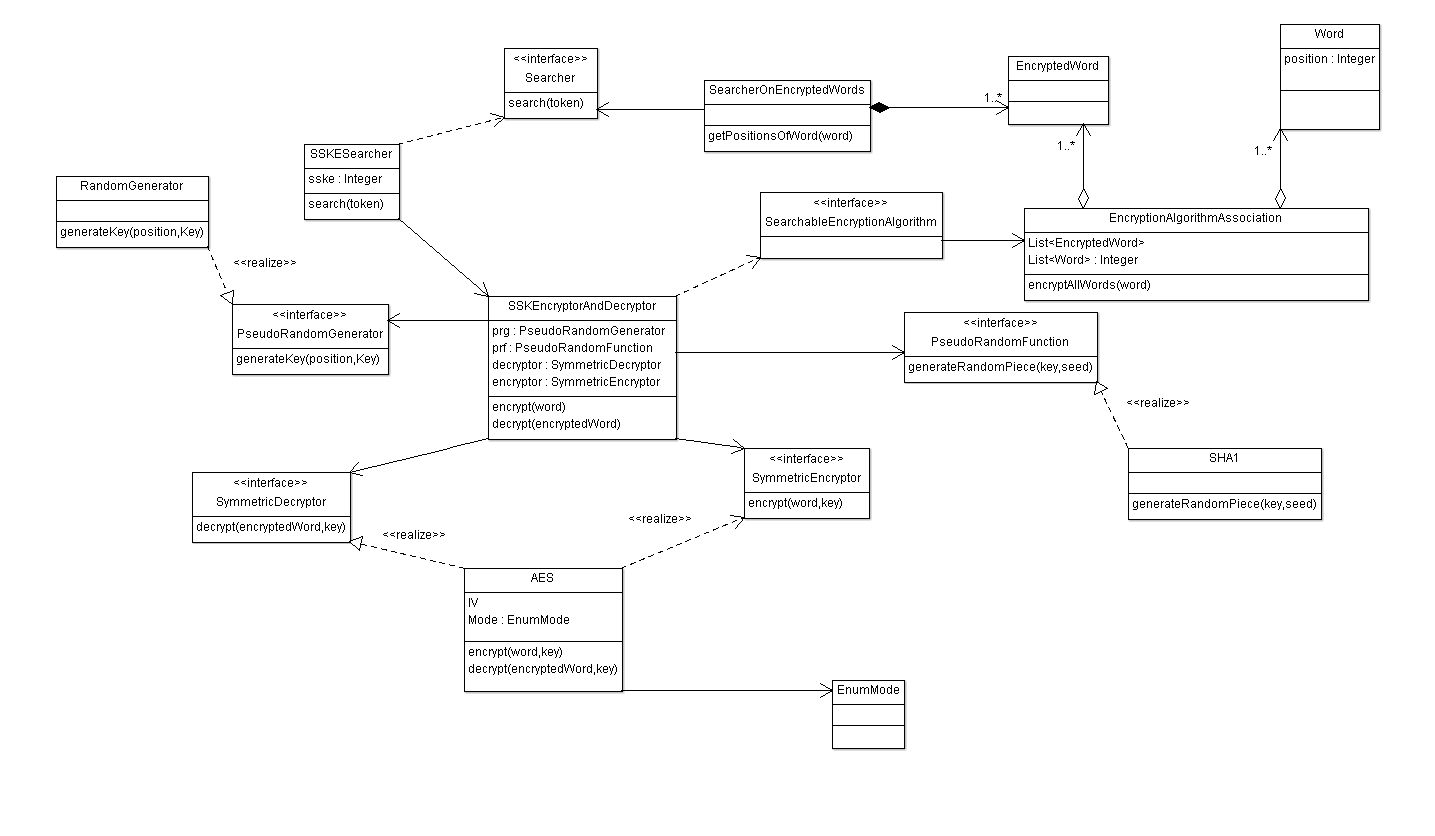 Word
position : Integer
<<interface>>
Searcher
search(token)
EncryptedWord
SearcherOnEncryptedWords
getPositionsOfWord(word)
1..*
1..*
1..*
SSKESearcher
sske : Integer
search(token)
RandomGenerator
generateKey(position,Key)
<<realize>>
<<interface>>
SearchableEncryptionAlgorithm
EncryptionAlgorithmAssociation
List<EncryptedWord>
List<Word> : Integer
encryptAllWords(word)
<<interface>>
PseudoRandomGenerator
generateKey(position,Key)
SSKEncryptorAndDecryptor
prg : PseudoRandomGenerator
prf : PseudoRandomFunction
decryptor : SymmetricDecryptor
encryptor : SymmetricEncryptor
encrypt(word)
decrypt(encryptedWord)
<<interface>>
PseudoRandomFunction
generateRandomPiece(key,seed)
<<realize>>
SHA1
generateRandomPiece(key,seed)
<<interface>>
SymmetricDecryptor
decrypt(encryptedWord,key)
<<interface>>
SymmetricEncryptor
encrypt(word,key)
<<realize>>
<<realize>>
AES
IV
Mode : EnumMode
encrypt(word,key)
decrypt(encryptedWord,key)
EnumMode